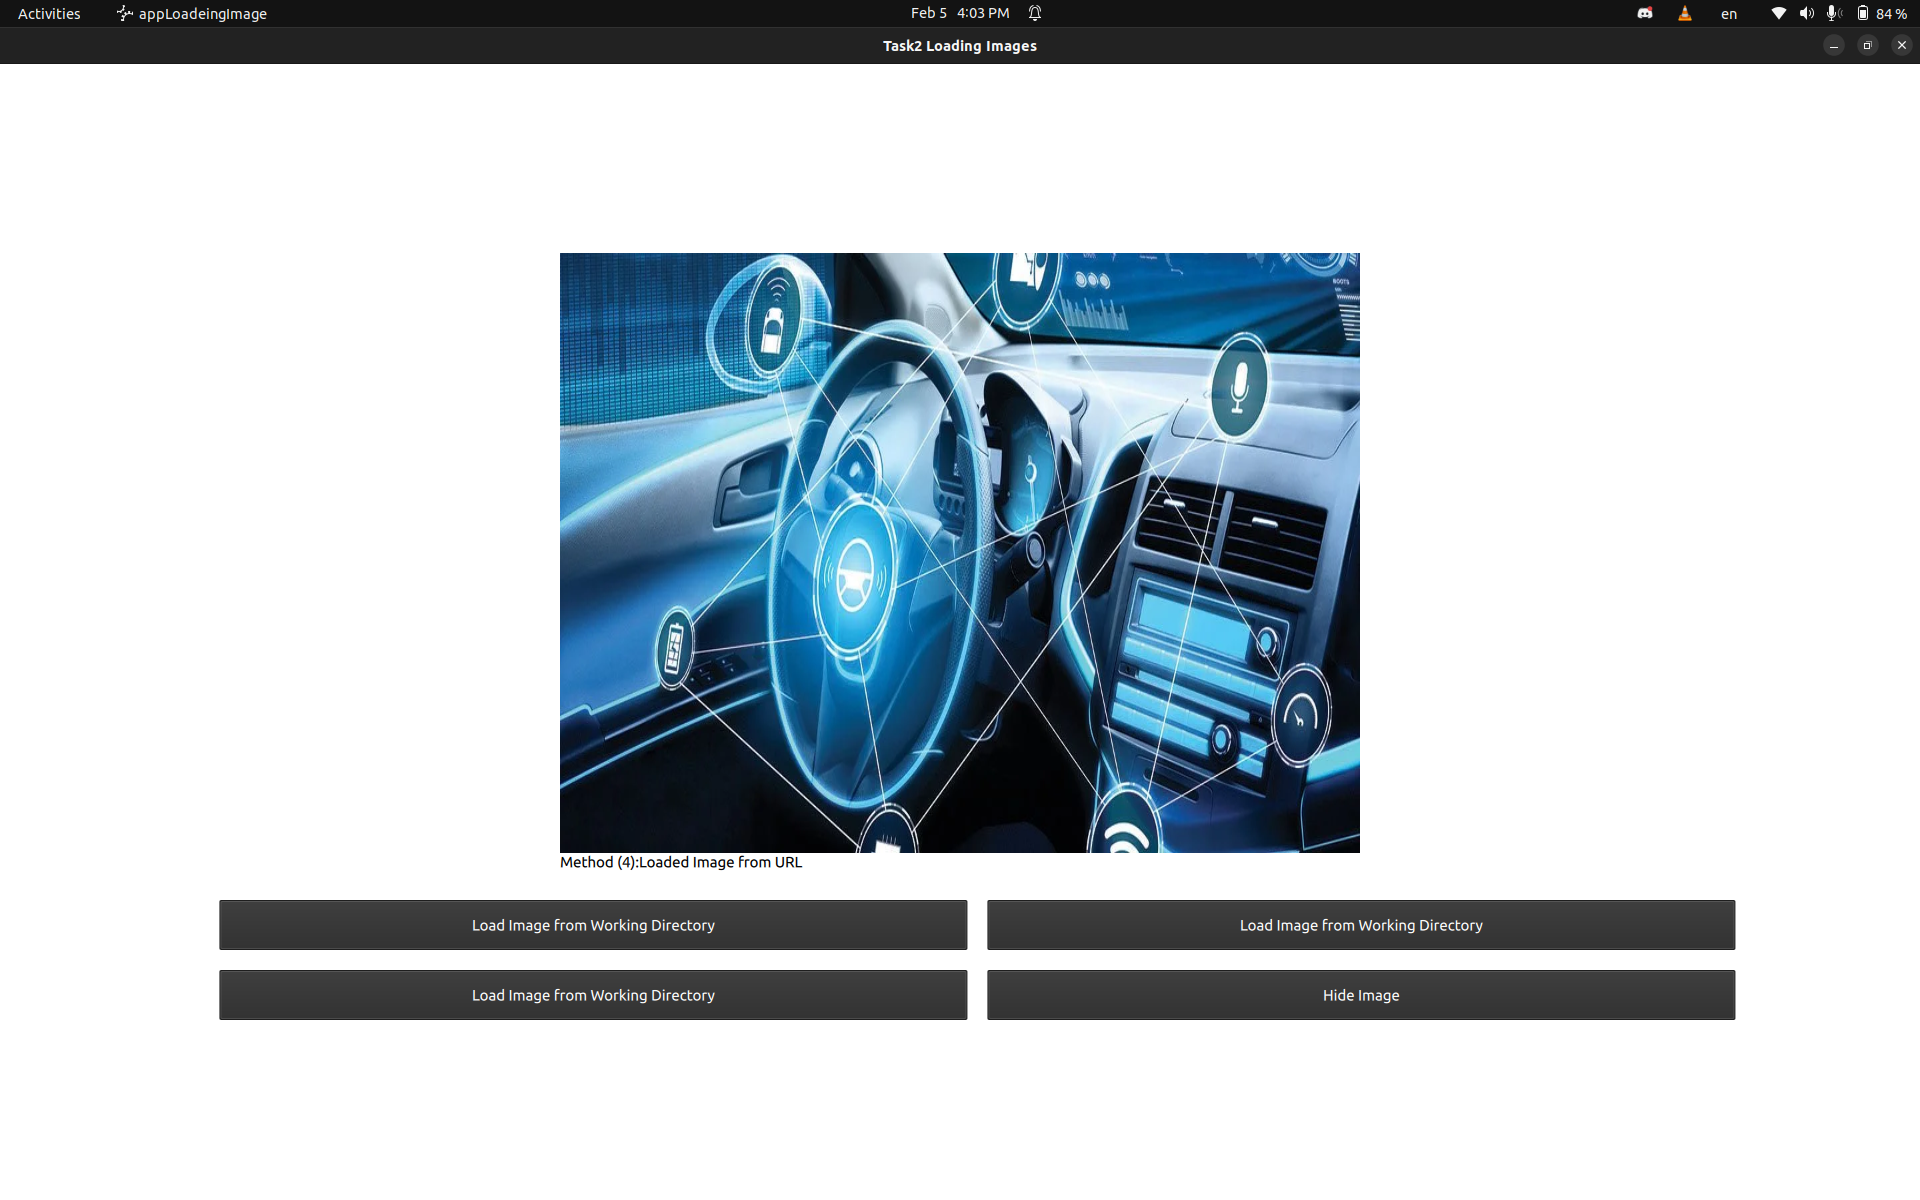 Activities
appLoadeingImage
Feb 5 4:03 PM
en
84 %
Task2 Loading Images
BOOTS
Method (4):Loaded Image from URL
Load Image from Working Directory
Load Image from Working Directory
Load Image from Working Directory
Hide Image